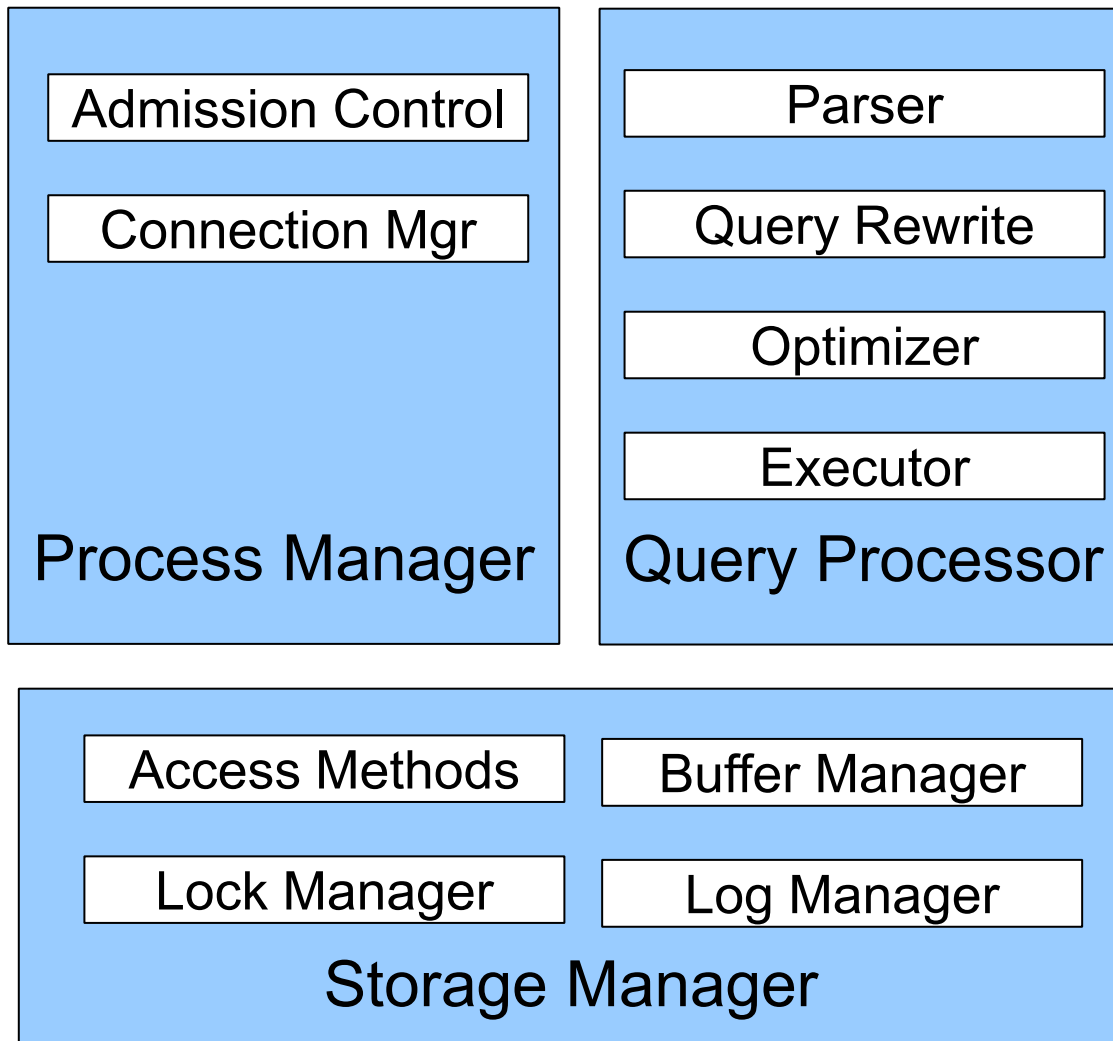 Admission Control
Connection Mgr
Process Manager
Parser
Query Rewrite
Optimizer
Executor
Query Processor
Access Methods
Buffer Manager
Lock Manager
Log Manager
Storage Manager